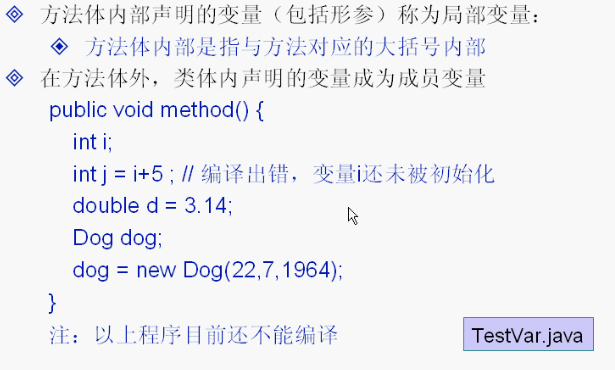 方法体内部声明的变量（包括形参）称为局部变量：
方法体内部是指与方法对应的大括号内部
在方法体外，类体内声明的变量成为成员变量
public void method() {
int i;
int j = i+5 ; // 编译出错，变量i还未被初始化
double d = 3.14;
Dog dog;
dog = new Dog(22,7,1964);
}
注：以上程序目前还不能编译
TestVar.java